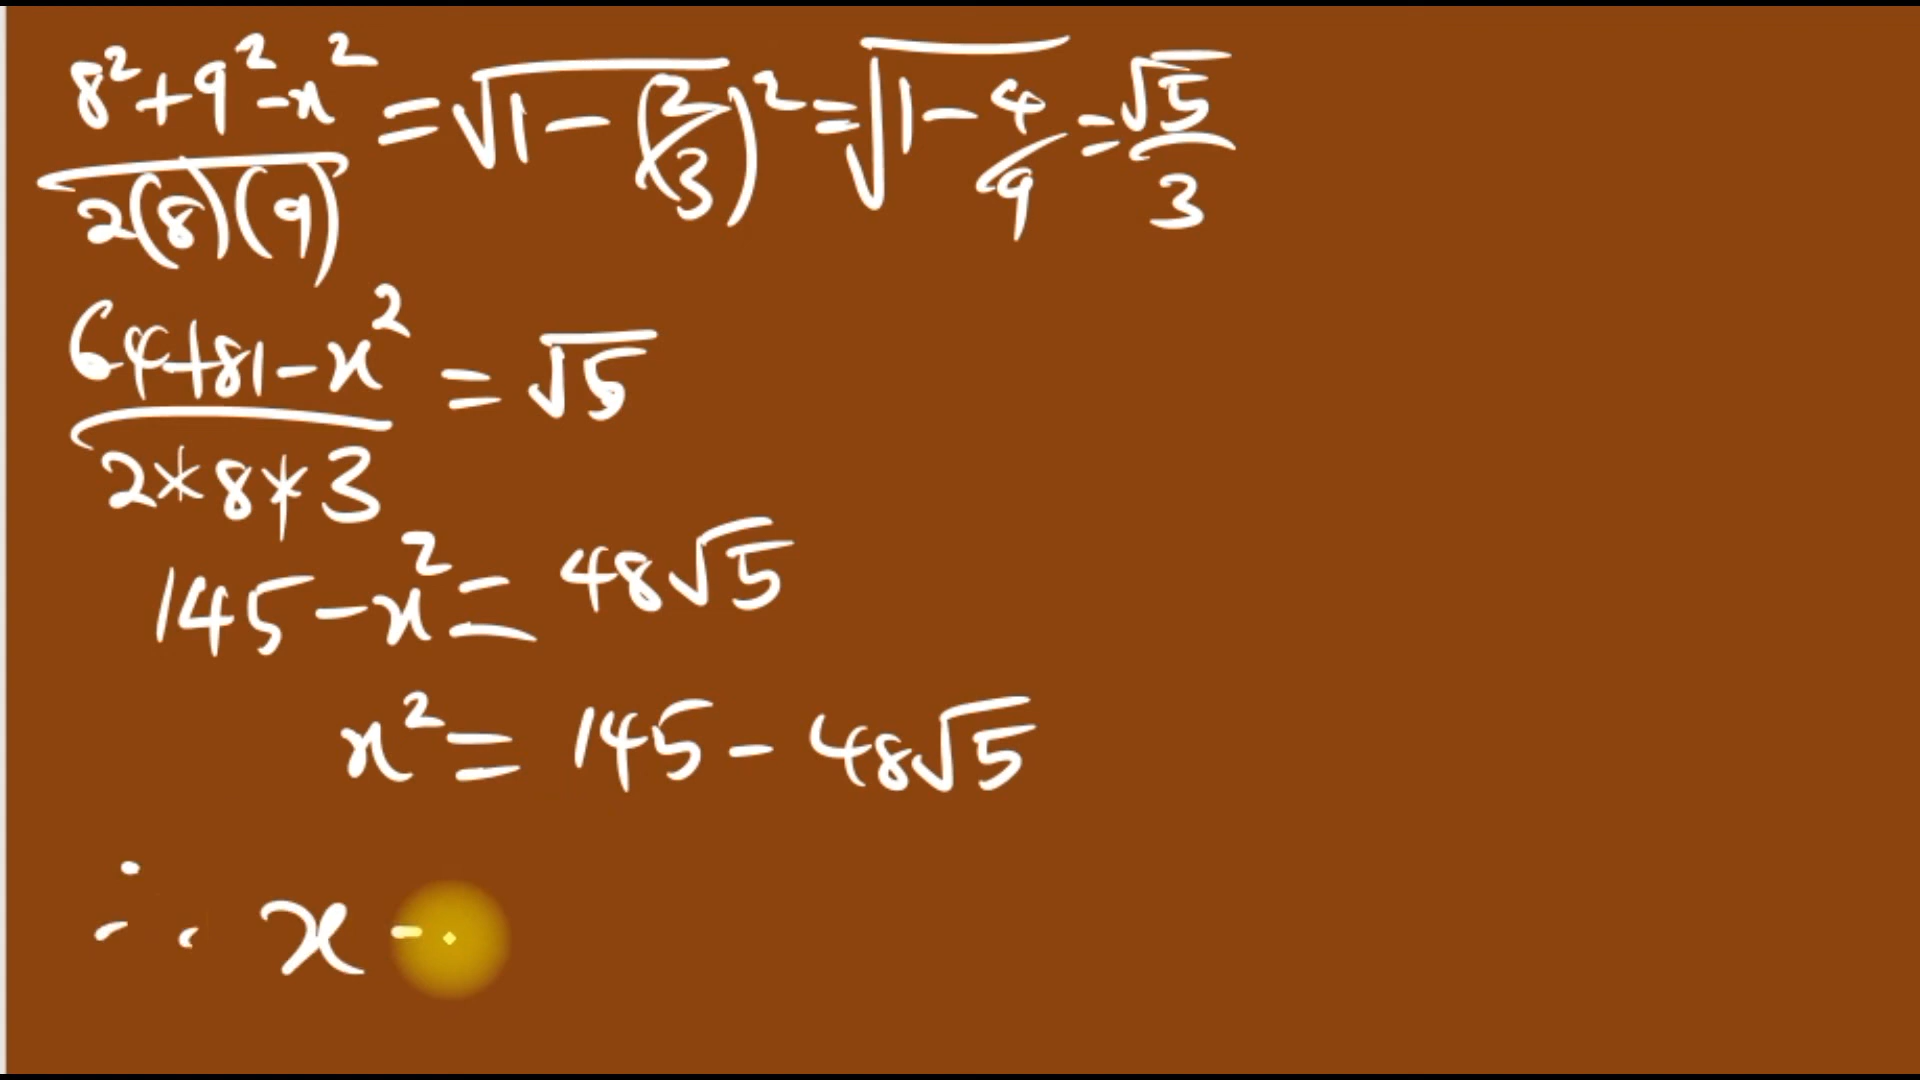 (8²+9²-x²)/(2(8)(9)) = √(1-(2/3)²) = √(1-4/9) = √5/3
(64+81-x²)/(2*8*3) = √5
145-x² = 48√5
x² = 145-48√5
∴ x -